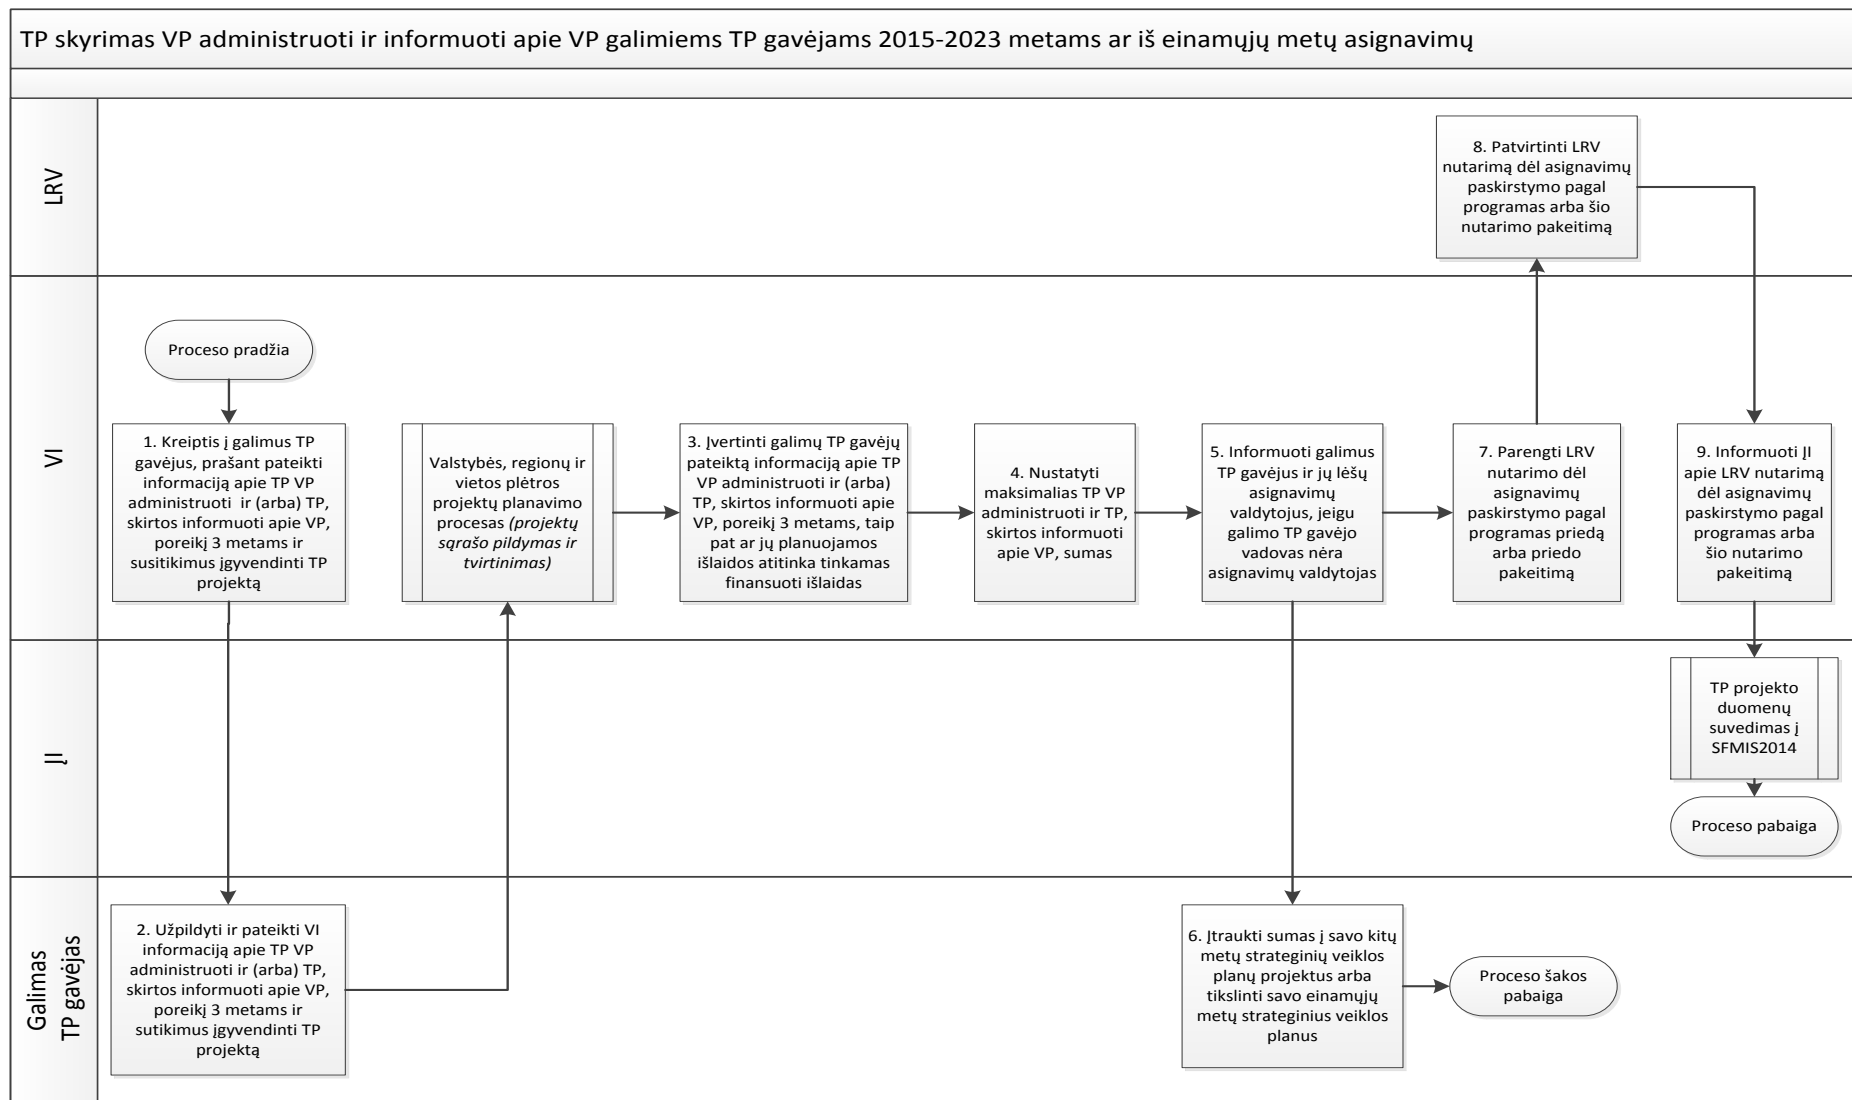 TP skyrimas VP administruoti ir informuoti apie VP galimiems TP gavėjams 2015-2023 metams ar iš einamųjų metų asignavimų
LRV
8. Patvirtinti LRV
nutarimą dėl asignavimų
paskirstymo pagal
programas arba šio
nutarimo pakeitimą
VI
Proceso pradžia
1. Kreiptis į galimus TP
gavėjus, prašant pateikti
informaciją apie TP VP
administruoti ir (arba) TP,
skirtos informuoti apie VP,
poreikį 3 metams ir
susitikimus įgyvendinti TP
projektą
Valstybės, regionų ir
vietos plėtros
projektų planavimo
procesas (projektų
sąrašo pildymas ir
tvirtinimas)
3. Įvertinti galimų TP gavėjų
pateiktą informaciją apie TP
VP administruoti ir (arba)
TP, skirtos informuoti apie
VP, poreikį 3 metams, taip
pat ar jų planuojamos
išlaidos atitinka tinkamas
finansuoti išlaidas
4. Nustatyti
maksimalias TP VP
administruoti ir TP,
skirtos informuoti
apie VP, sumas
5. Informuoti galimus
TP gavėjus ir jų lėšų
asignavimų
valdytojus, jeigu
galimo TP gavėjo
vadovas nėra
asignavimų valdytojas
7. Parengti LRV
nutarimo dėl
asignavimų
paskirstymo pagal
programas priedą
arba priedo
pakeitimą
9. Informuoti ĮI
apie LRV nutarimą
dėl asignavimų
paskirstymo pagal
programas arba
šio nutarimo
pakeitimą
ĮI
TP projekto
duomenų
suvedimas į
SFMIS2014
Proceso pabaiga
Galimas
TP gavėjas
2. Užpildyti ir pateikti VI
informaciją apie TP VP
administruoti ir (arba) TP,
skirtos informuoti apie VP,
poreikį 3 metams ir
sutikimus įgyvendinti TP
projektą
6. Įtraukti sumas į savo kitų
metų strateginių veiklos
planų projektus arba
tikslinti savo einamųjų
metų strateginius veiklos
planus
Proceso šakos
pabaiga